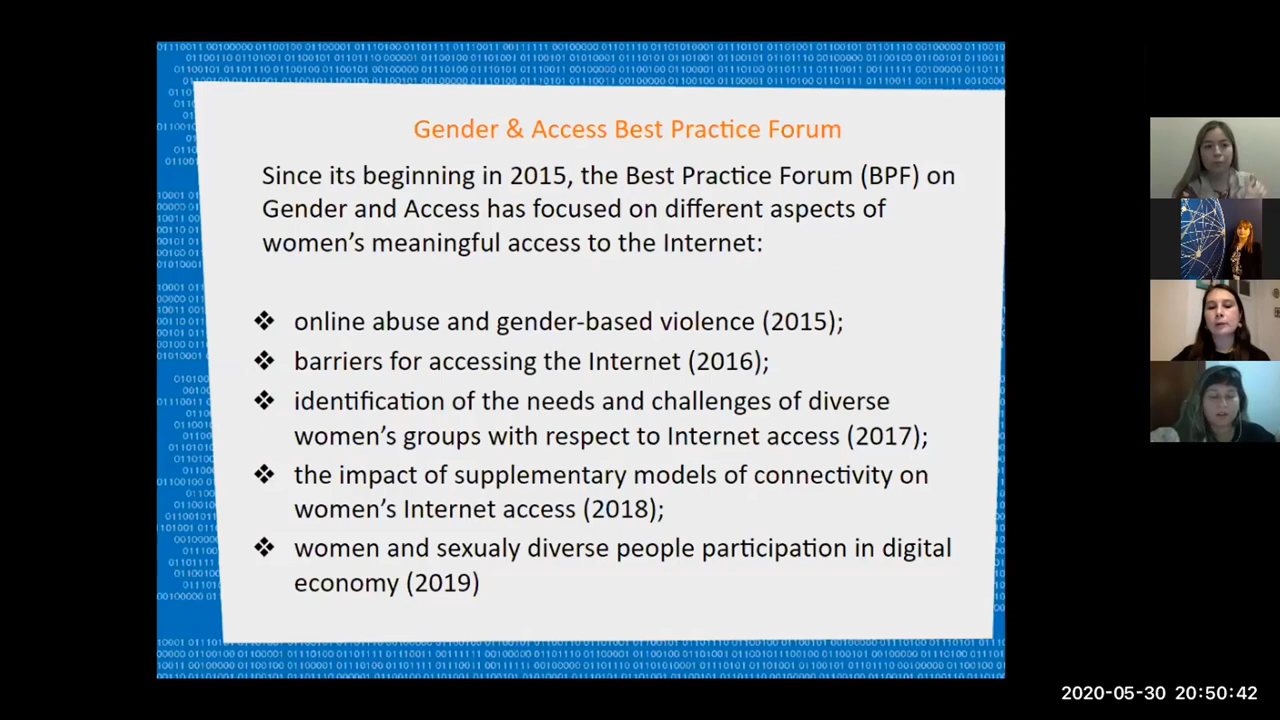 Gender & Access Best Practice Forum
Since its beginning in 2015, the Best Practice Forum (BPF) on
Gender and Access has focused on different aspects of
women's meaningful access to the Internet:
❖ online abuse and gender-based violence (2015);
❖ barriers for accessing the Internet (2016);
❖ identification of the needs and challenges of diverse
women's groups with respect to Internet access (2017);
❖ the impact of supplementary models of connectivity on
women's Internet access (2018);
❖ women and sexualy diverse people participation in digital
economy (2019)
2020-05-30 20:50:42